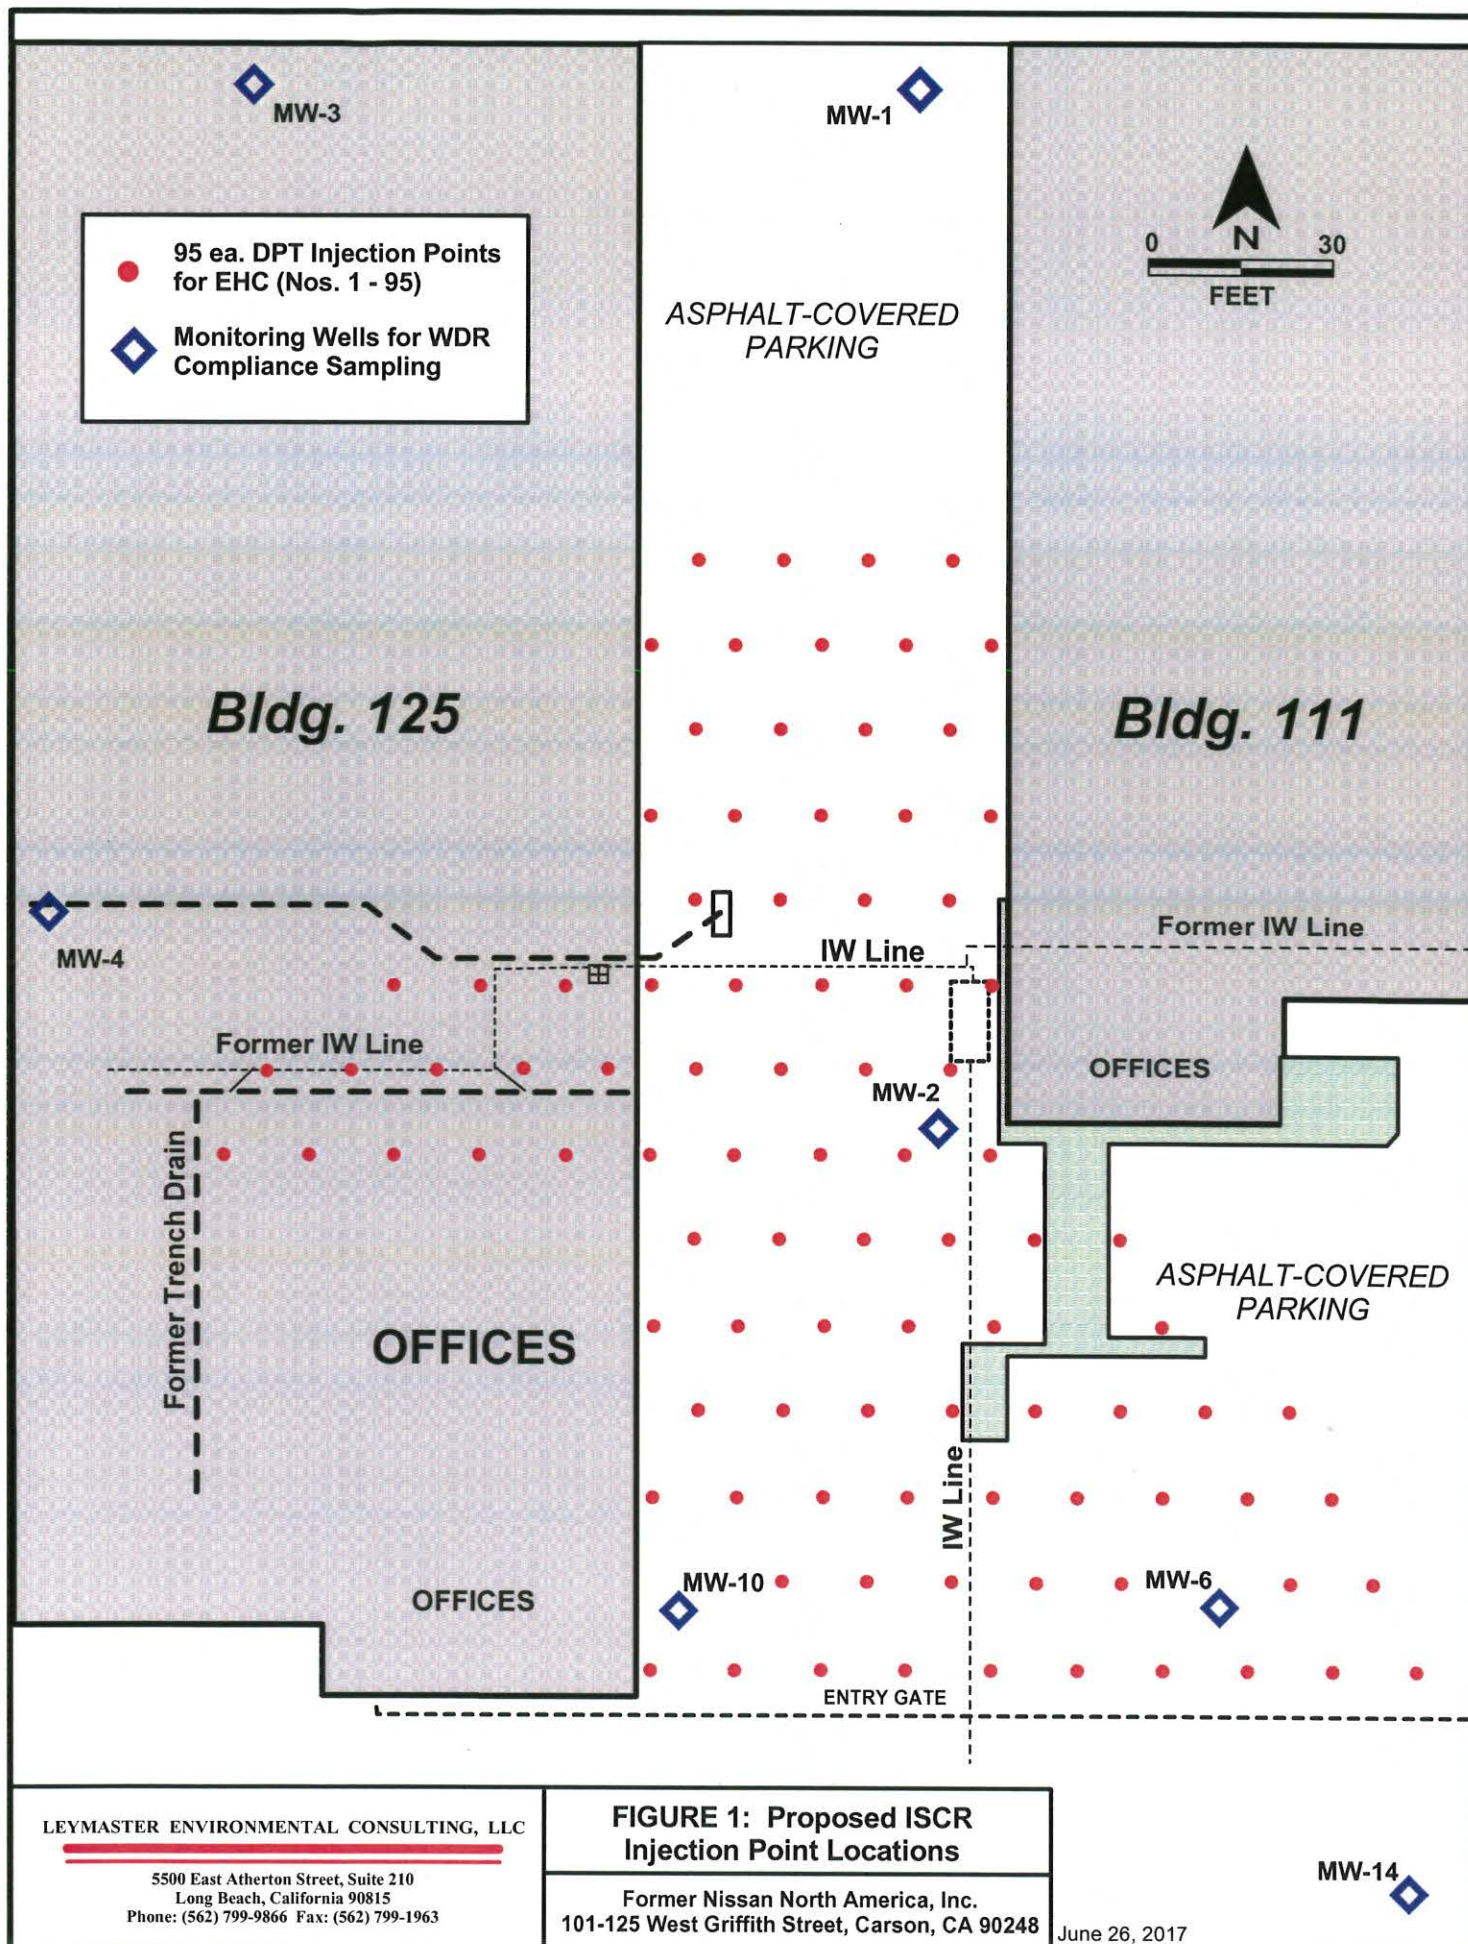 MW-3
MW-1
95 ea. DPT Injection Points
for EHC (Nos. 1 - 95)
Monitoring Wells for WDR
Compliance Sampling
N
0
30
FEET
ASPHALT-COVERED
PARKING
Bldg. 125
Bldg. 111
MW-4
IW Line
Former IW Line
Former IW Line
OFFICES
MW-2
Former Trench Drain
ASPHALT-COVERED
PARKING
OFFICES
IW Line
OFFICES
MW-10
MW-6
ENTRY GATE
LEYMASTER ENVIRONMENTAL CONSULTING, LLC
5500 East Atherton Street, Suite 210
Long Beach, California 90815
Phone: (562) 799-9866 Fax: (562) 799-1963
FIGURE 1: Proposed ISCR
Injection Point Locations
Former Nissan North America, Inc.
101-125 West Griffith Street, Carson, CA 90248
June 26, 2017
MW-14